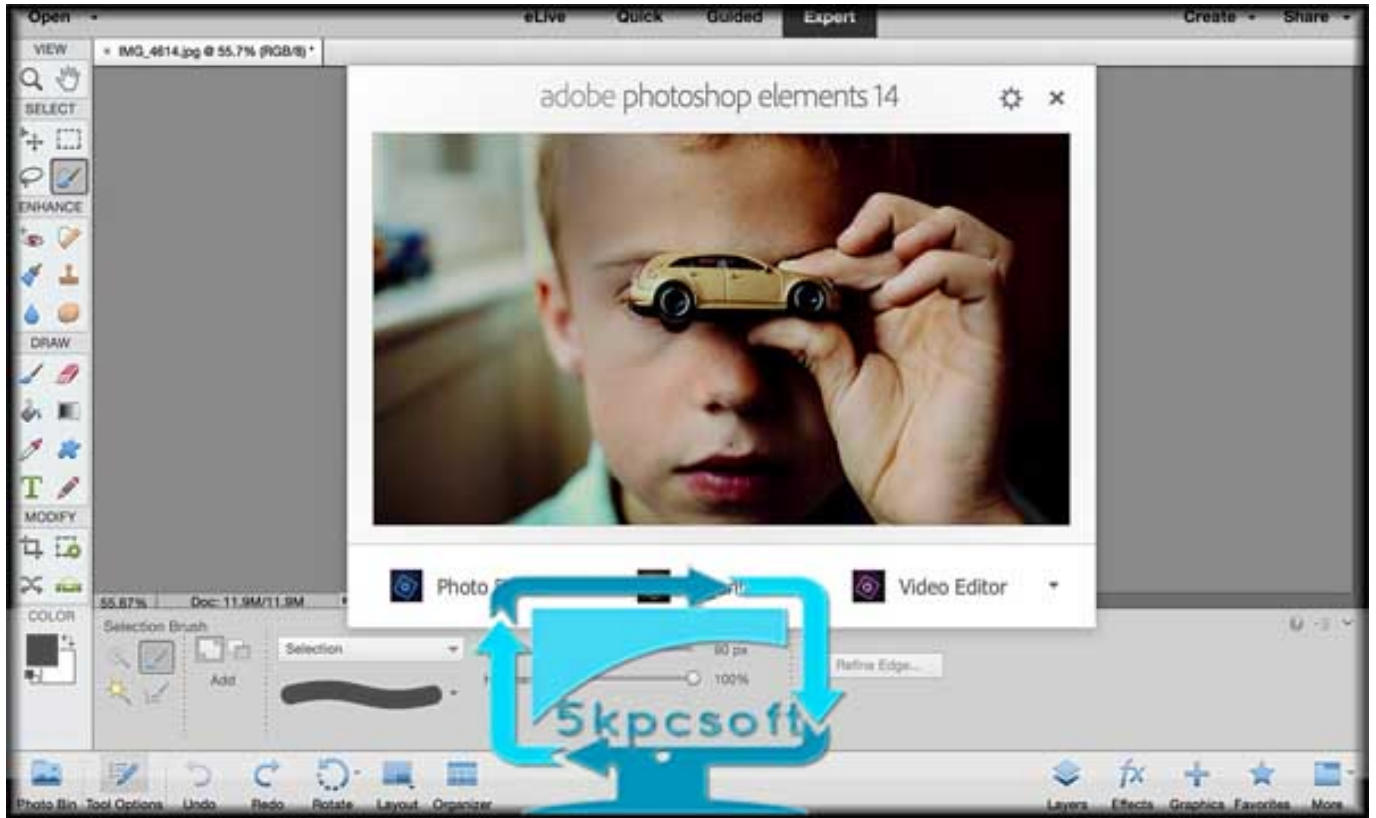 Open eLive Quick Guided Expert Create Share
VIEW
× IMG_4614.jpg @ 55.7% (RGB/8) *
adobe photoshop elements 14
SELECT
ENHANCE
DRAW
MODIFY
Photo
Video Editor
COLOR
55.67% Doc: 11.9M/11.9M
Selection Brush
Selection
Add
80 px
100%
Refine Edge...
5kpcsoft
Photo Bin Tool Options Undo Redo Rotate Layout Organizer Layers Effects Graphics Favorites More